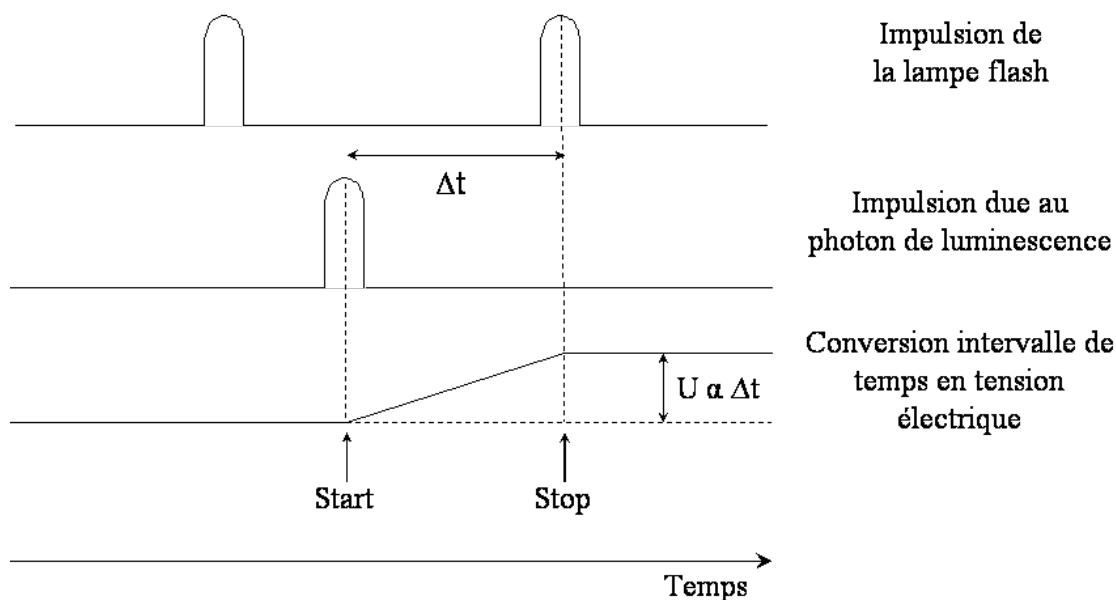 Impulsion de
la lampe flash
Δt
Impulsion due au
photon de luminescence
Conversion intervalle de
temps en tension
électrique
U α Δt
Start
Stop
Temps